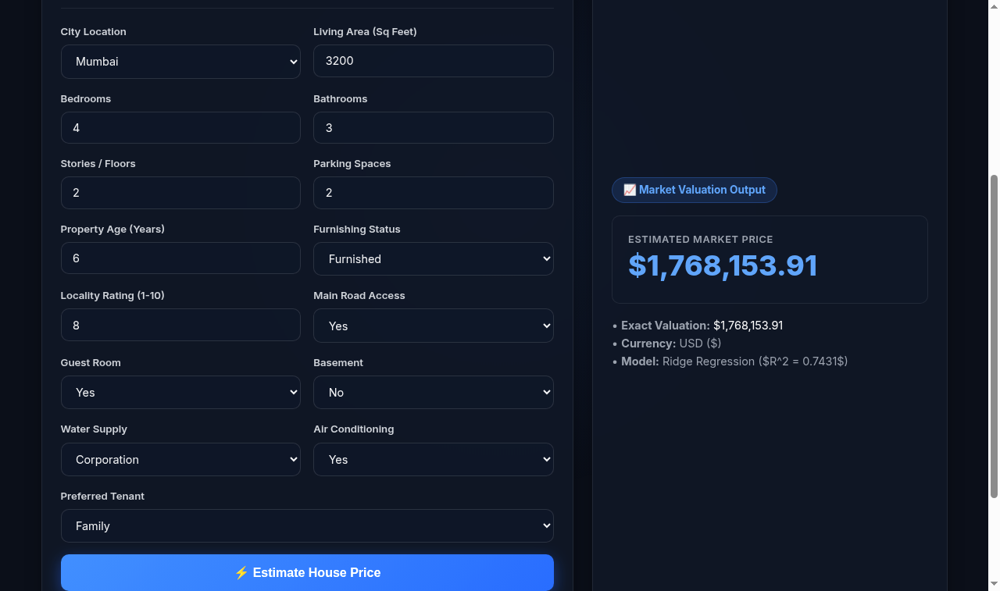 City Location
Living Area (Sq Feet)
Mumbai
3200
Bedrooms
Bathrooms
4
3
Stories / Floors
Parking Spaces
2
2
Property Age (Years)
Furnishing Status
6
Furnished
Locality Rating (1-10)
Main Road Access
8
Yes
Guest Room
Basement
Yes
No
Water Supply
Air Conditioning
Corporation
Yes
Preferred Tenant
Family
⚡ Estimate House Price
📈 Market Valuation Output
ESTIMATED MARKET PRICE
$1,768,153.91
• Exact Valuation: $1,768,153.91
• Currency: USD ($)
• Model: Ridge Regression ($R^2 = 0.7431$)